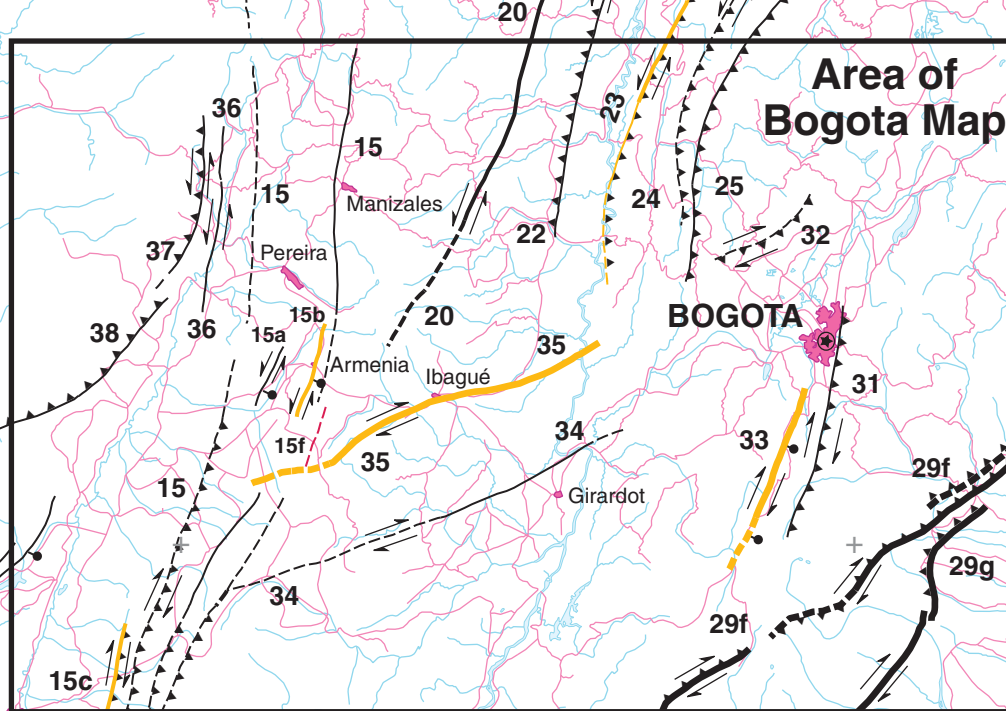 20
Area of
Bogota Map
36
23
15
15
25
24
Manizales
22
32
37
Pereira
15b
20
BOGOTA
38
36
15a
35
Armenia
Ibagué
31
15f
35
34
33
29f
15
Girardot
29g
34
29f
15c